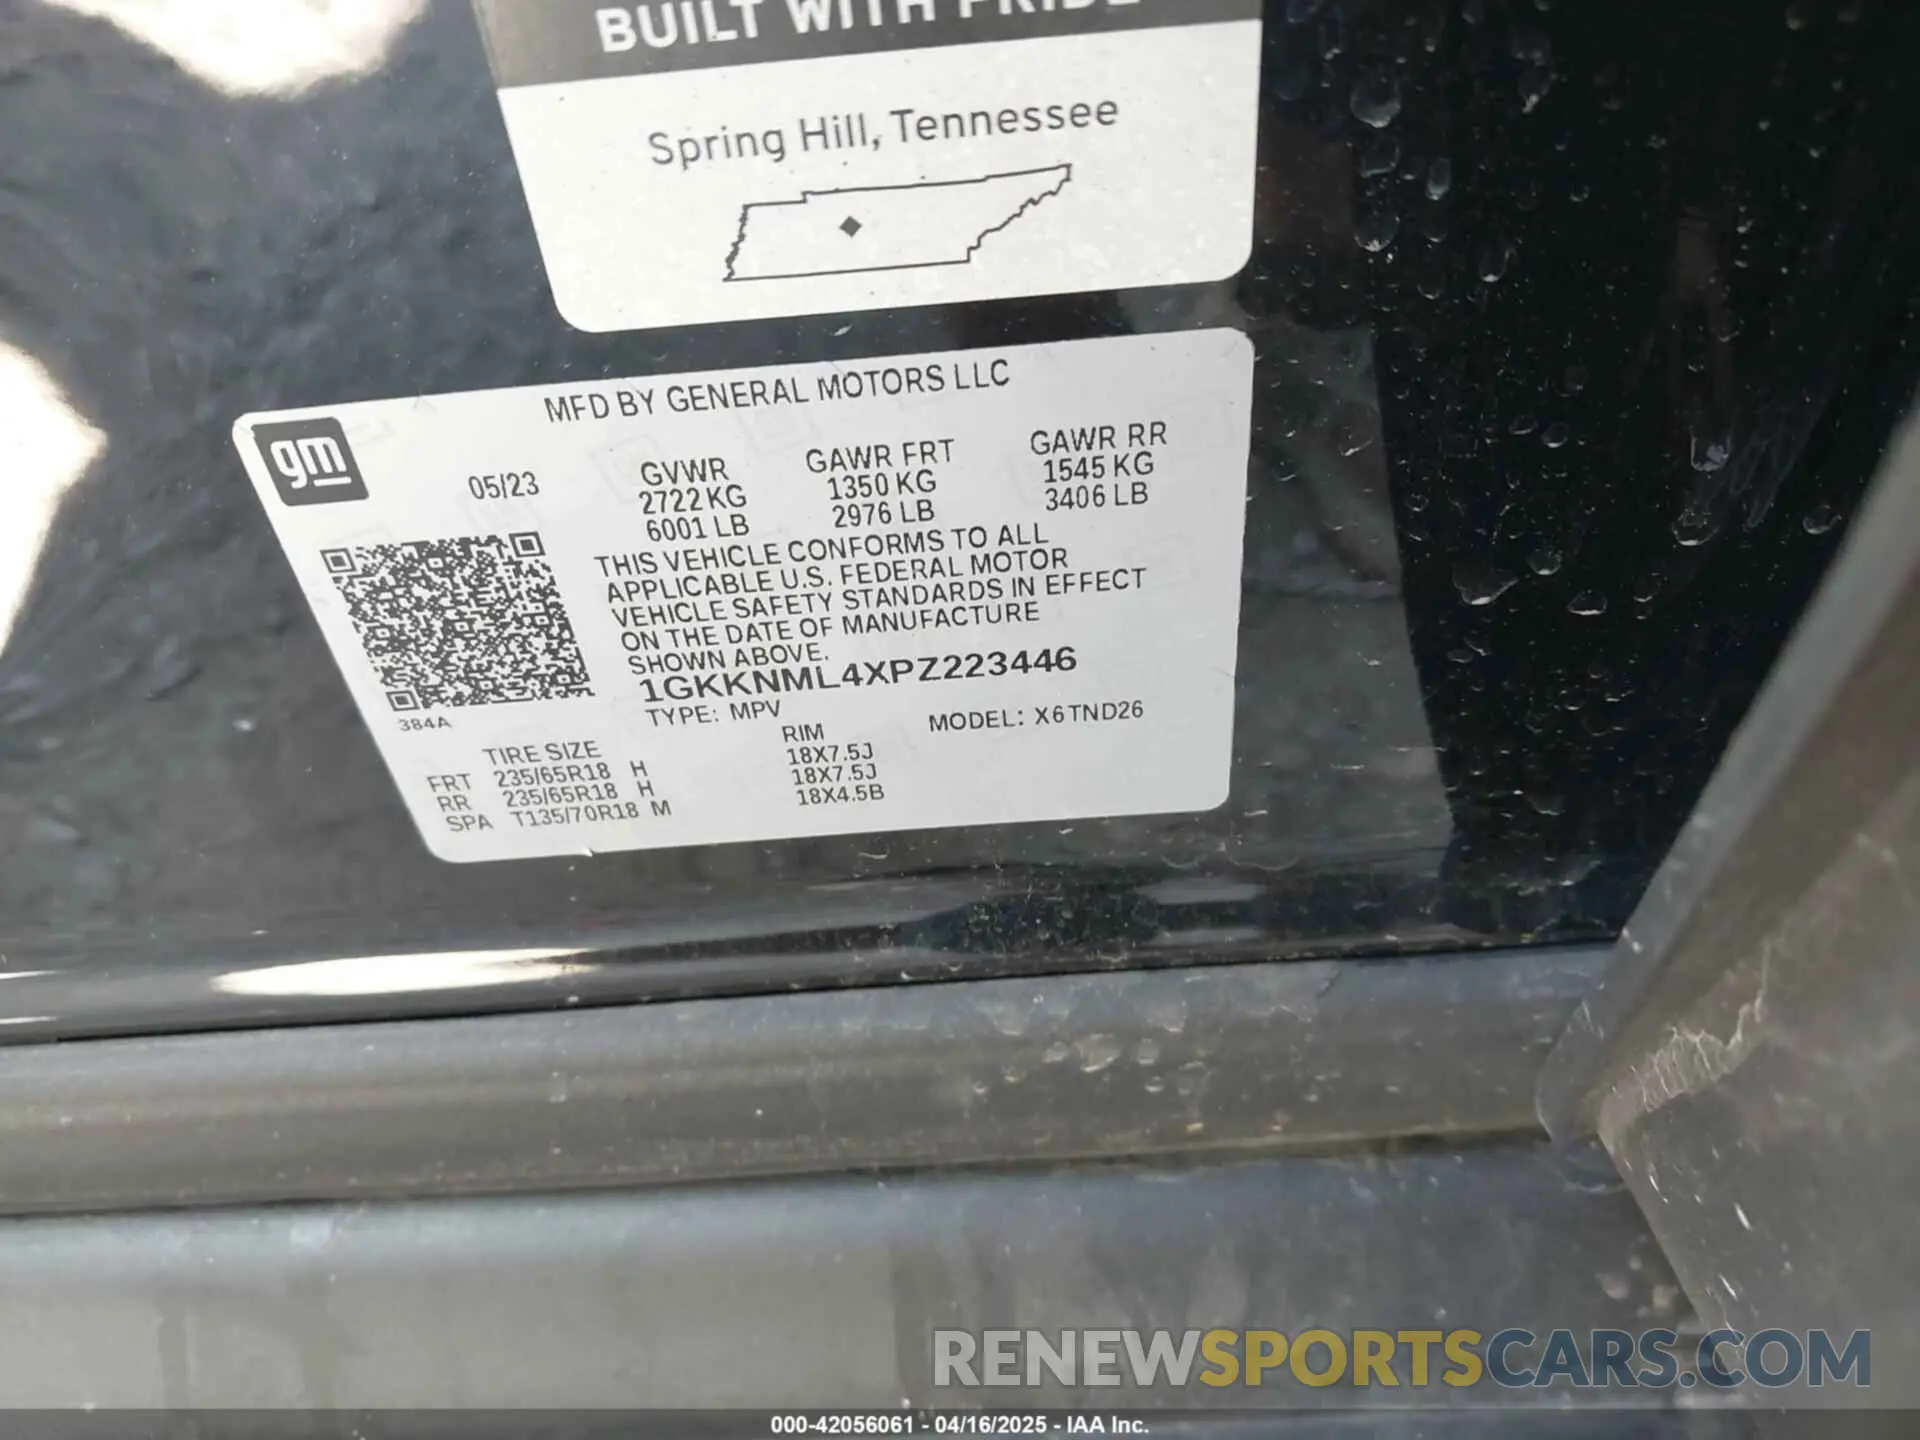 BUILT WITH PRIDE
Spring Hill, Tennessee
MFD BY GENERAL MOTORS LLC
gm
05/23
GVWR
2722 KG
6001 LB
GAWR FRT
1350 KG
2976 LB
GAWR RR
1545 KG
3406 LB
THIS VEHICLE CONFORMS TO ALL
APPLICABLE U.S. FEDERAL MOTOR
VEHICLE SAFETY STANDARDS IN EFFECT
ON THE DATE OF MANUFACTURE
SHOWN ABOVE.
1GKKNML4XPZ223446
TYPE: MPV
MODEL: X6TND26
384A
TIRE SIZE RIM
FRT 235/65R18 H 18X7.5J
RR 235/65R18 H 18X7.5J
SPA T135/70R18 M 18X4.5B
RENEWSPORTSCARS.COM
000-42056061 - 04/16/2025 - IAA Inc.